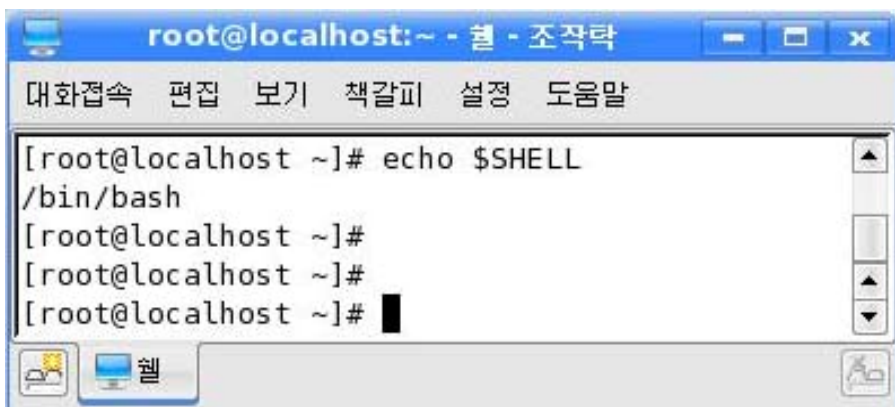 root@localhost:~ - 쉘 - 조작탁
대화접속 편집 보기 책갈피 설정 도움말
[root@localhost ~]# echo $SHELL
/bin/bash
[root@localhost ~]#
[root@localhost ~]#
[root@localhost ~]#
쉘